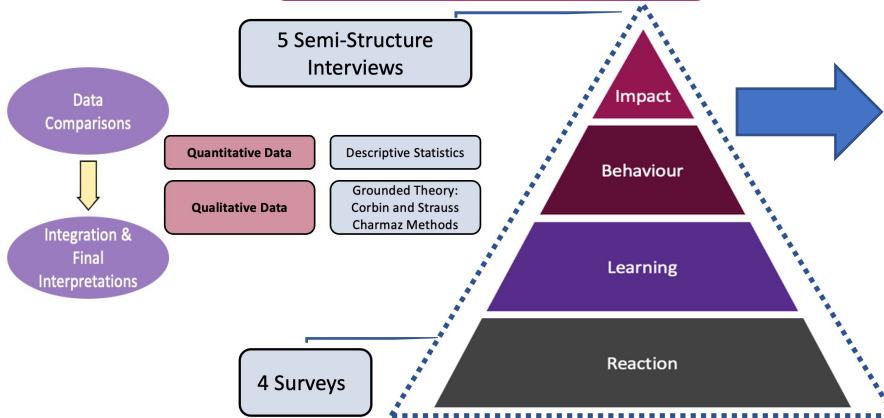 5 Semi-Structure
Interviews
Data
Comparisons
Quantitative Data
Descriptive Statistics
Qualitative Data
Grounded Theory:
Corbin and Strauss
Charmaz Methods
Integration &
Final
Interpretations
4 Surveys
Impact
Behaviour
Learning
Reaction